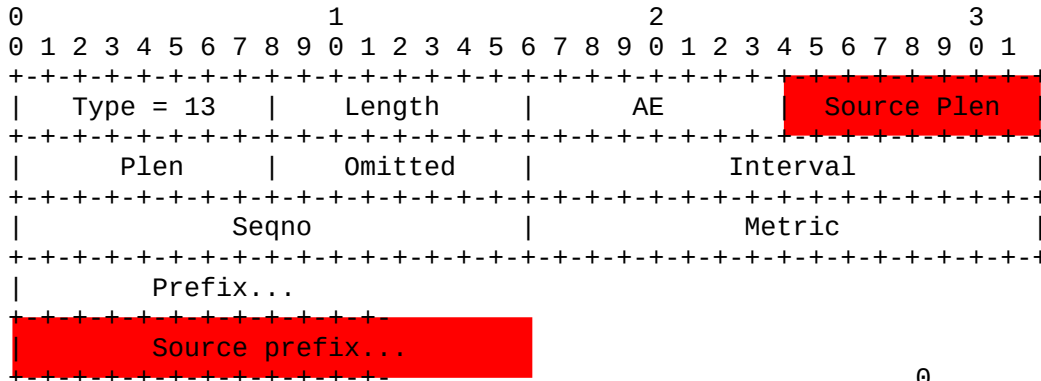 0                   1                   2                   3
0 1 2 3 4 5 6 7 8 9 0 1 2 3 4 5 6 7 8 9 0 1 2 3 4 5 6 7 8 9 0 1
+-+-+-+-+-+-+-+-+-+-+-+-+-+-+-+-+-+-+-+-+-+-+-+-+-+-+-+-+-+-+-+-+
|   Type = 13   |    Length     |      AE       |  Source Plen  |
+-+-+-+-+-+-+-+-+-+-+-+-+-+-+-+-+-+-+-+-+-+-+-+-+-+-+-+-+-+-+-+-+
|      Plen     |    Omitted    |            Interval           |
+-+-+-+-+-+-+-+-+-+-+-+-+-+-+-+-+-+-+-+-+-+-+-+-+-+-+-+-+-+-+-+-+
|             Seqno             |             Metric            |
+-+-+-+-+-+-+-+-+-+-+-+-+-+-+-+-+-+-+-+-+-+-+-+-+-+-+-+-+-+-+-+-+
|        Prefix...
+-+-+-+-+-+-+-+-+-+-+-+-
|        Source prefix...
+-+-+-+-+-+-+-+-+-+-+-+-
0